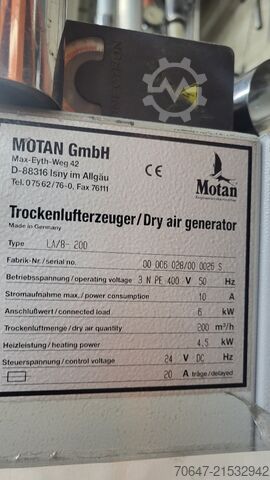 MOTAN GmbH
Max-Eyth-Weg 42
D-88316 Isny im Allgäu
Tel. 07562/76-0, Fax 76111
CE
Motan
Trockenlufterzeuger/Dry air generator
Made in Germany
Type LA/B-200
Fabrik-Nr./serial no. 00 006 028/00 0026 S
Betriebsspannung/operating voltage 3 N PE 400 V 50 Hz
Stromaufnahme max./power consumption 10 A
Anschlußwert/connected load 6 kW
Trockenluftmenge/dry air quantity 200 m³/h
Heizleistung/heating power 4,5 kW
Steuerspannung/control voltage 24 V DC Hz
20 A träge/delayed
70647-21532942